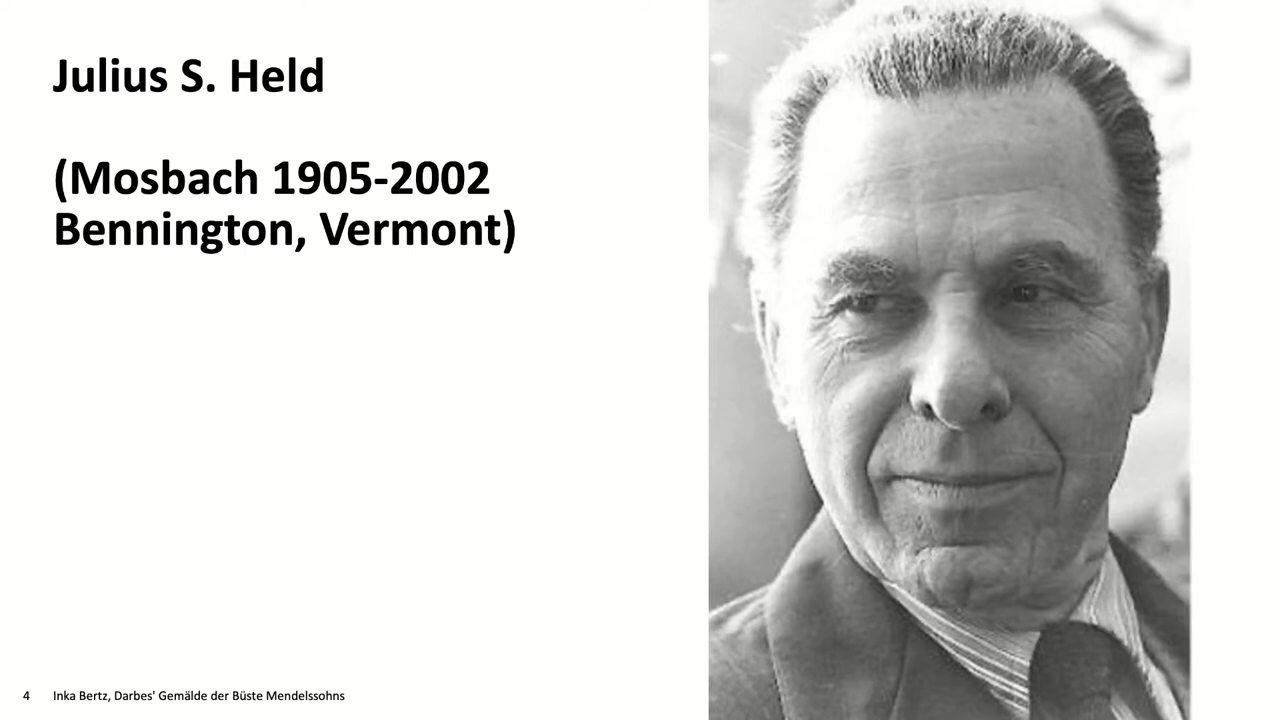 Julius S. Held
(Mosbach 1905-2002
Bennington, Vermont)
4 Inka Bertz, Darbes' Gemälde der Büste Mendelssohns